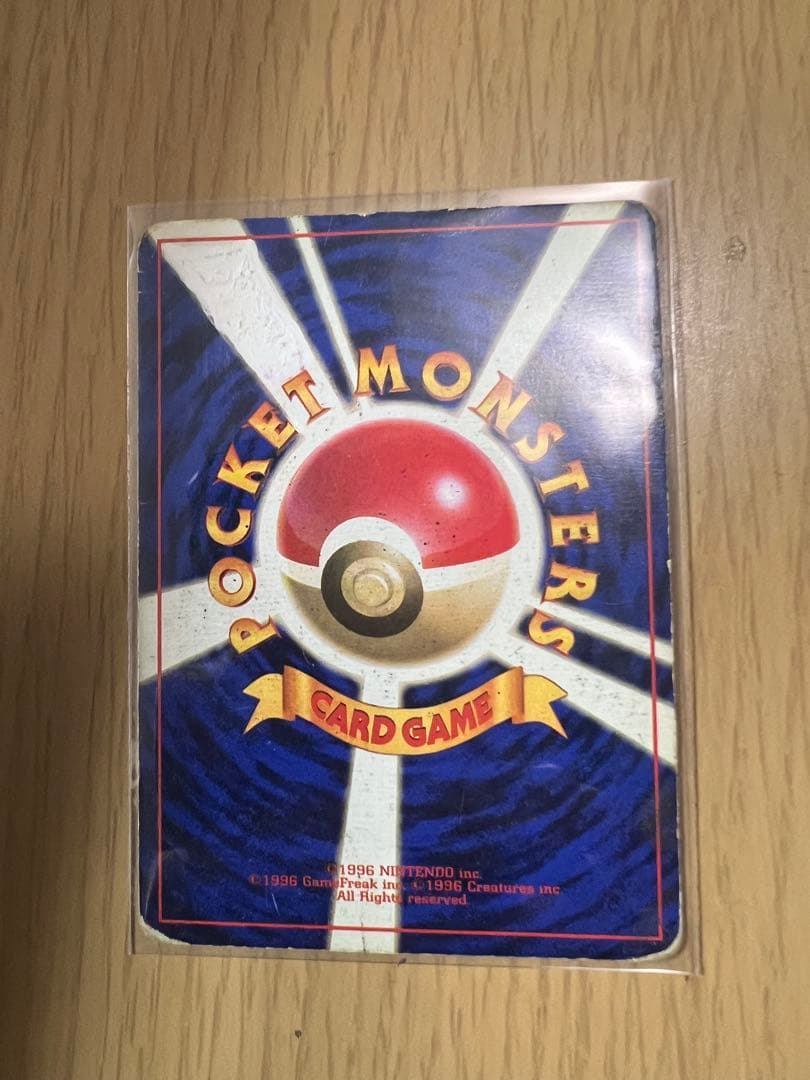 POCKET MONSTERS
CARD GAME
©1996 NINTENDO inc.
©1996 GameFreak inc. ©1996 Creatures inc
All Rights reserved